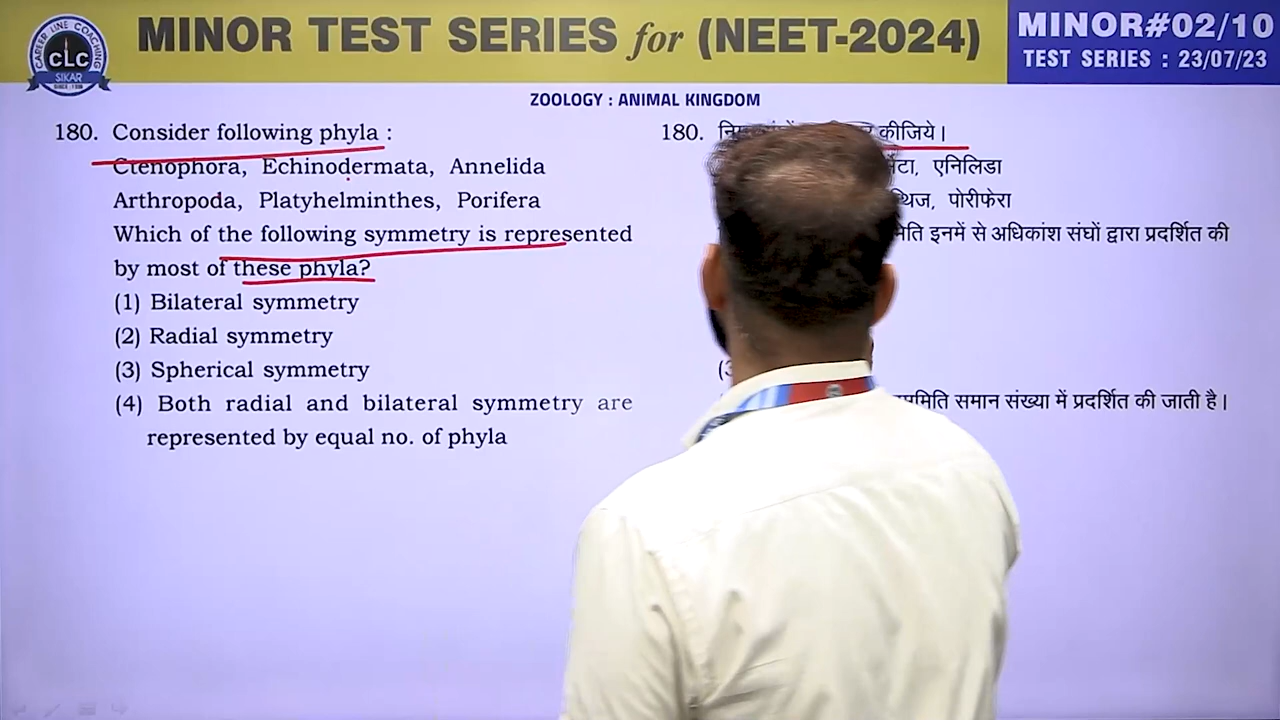 MINOR TEST SERIES for (NEET-2024)
MINOR#02/10
TEST SERIES : 23/07/23
CAREER LINE COACHING
CLC
SIKAR
ZOOLOGY : ANIMAL KINGDOM
180. Consider following phyla :
Ctenophora, Echinodermata, Annelida
Arthropoda, Platyhelminthes, Porifera
Which of the following symmetry is represented
by most of these phyla?
(1) Bilateral symmetry
(2) Radial symmetry
(3) Spherical symmetry
(4) Both radial and bilateral symmetry are
represented by equal no. of phyla
180. कीजिये।
एनिलिडा
पोरीफेरा
इनमें से अधिकांश संघों द्वारा प्रदर्शित की
समान संख्या में प्रदर्शित की जाती है।